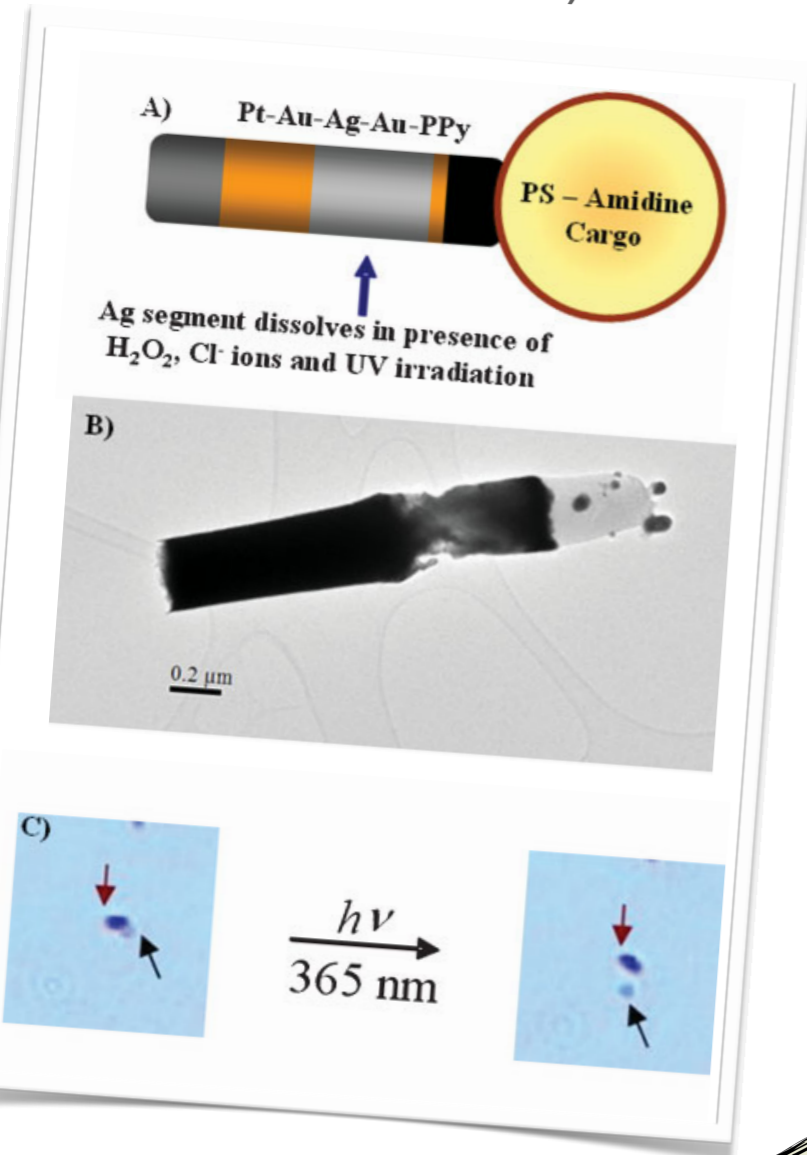 A) Pt-Au-Ag-Au-PPy
PS – Amidine
Cargo
Ag segment dissolves in presence of
H₂O₂, Cl⁻ ions and UV irradiation
B)
0.2 µm
C)
hν
365 nm